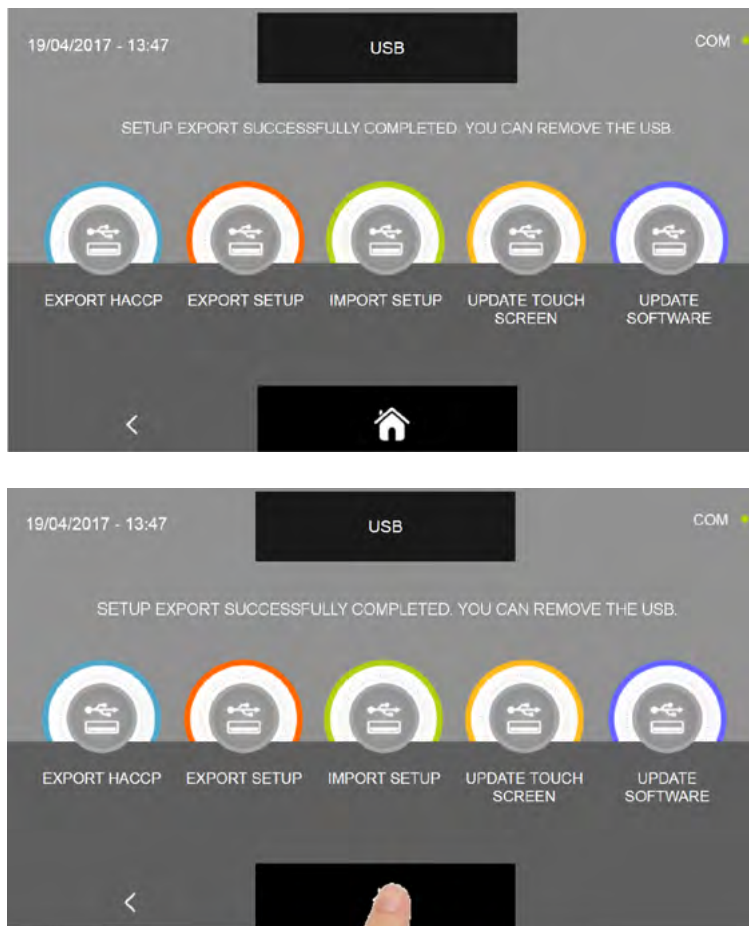 19/04/2017 - 13:47
USB
COM
SETUP EXPORT SUCCESSFULLY COMPLETED. YOU CAN REMOVE THE USB.
EXPORT HACCP
EXPORT SETUP
IMPORT SETUP
UPDATE TOUCH
SCREEN
UPDATE
SOFTWARE
<
19/04/2017 - 13:47
USB
COM
SETUP EXPORT SUCCESSFULLY COMPLETED. YOU CAN REMOVE THE USB.
EXPORT HACCP
EXPORT SETUP
IMPORT SETUP
UPDATE TOUCH
SCREEN
UPDATE
SOFTWARE
<